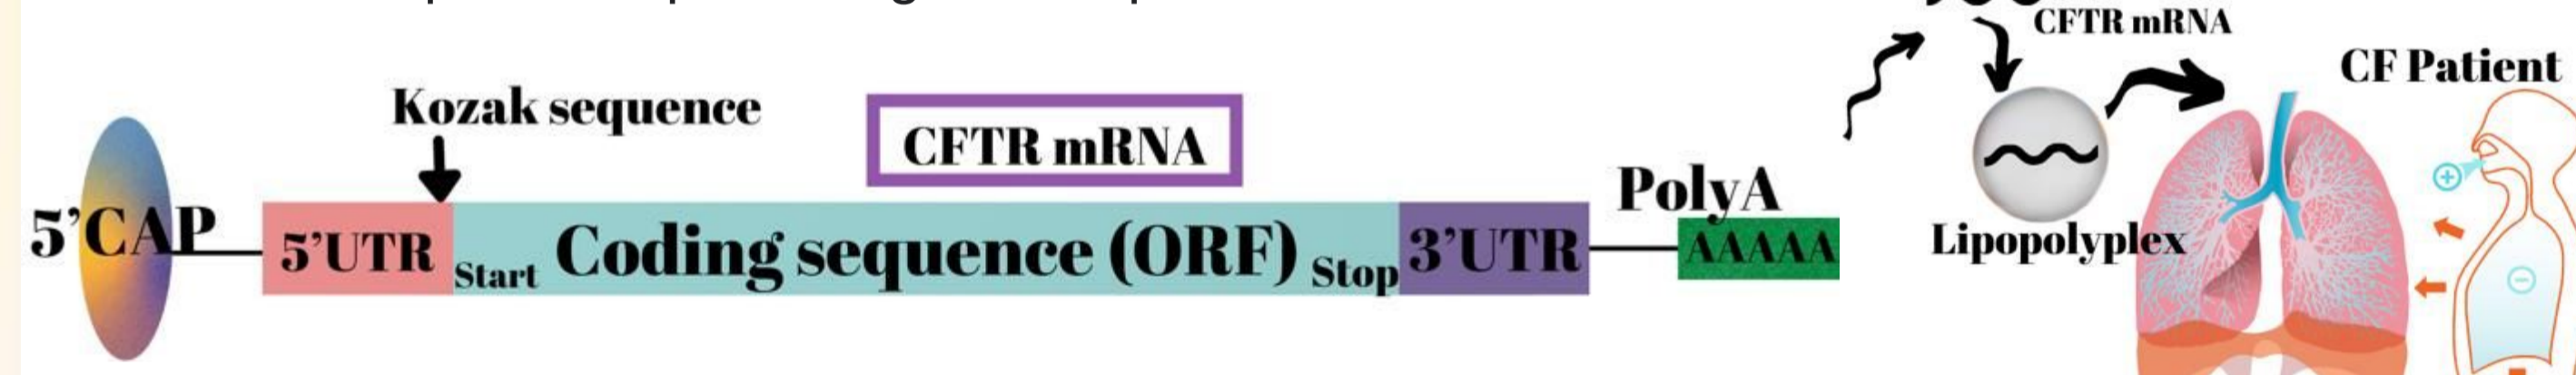 Kozak sequence
CFTR mRNA
5’CAP
5’UTR
Start
Coding sequence (ORF)
Stop
3’UTR
PolyA
AAAAA
CFTR mRNA
Lipopolyplex
CF Patient
+
−